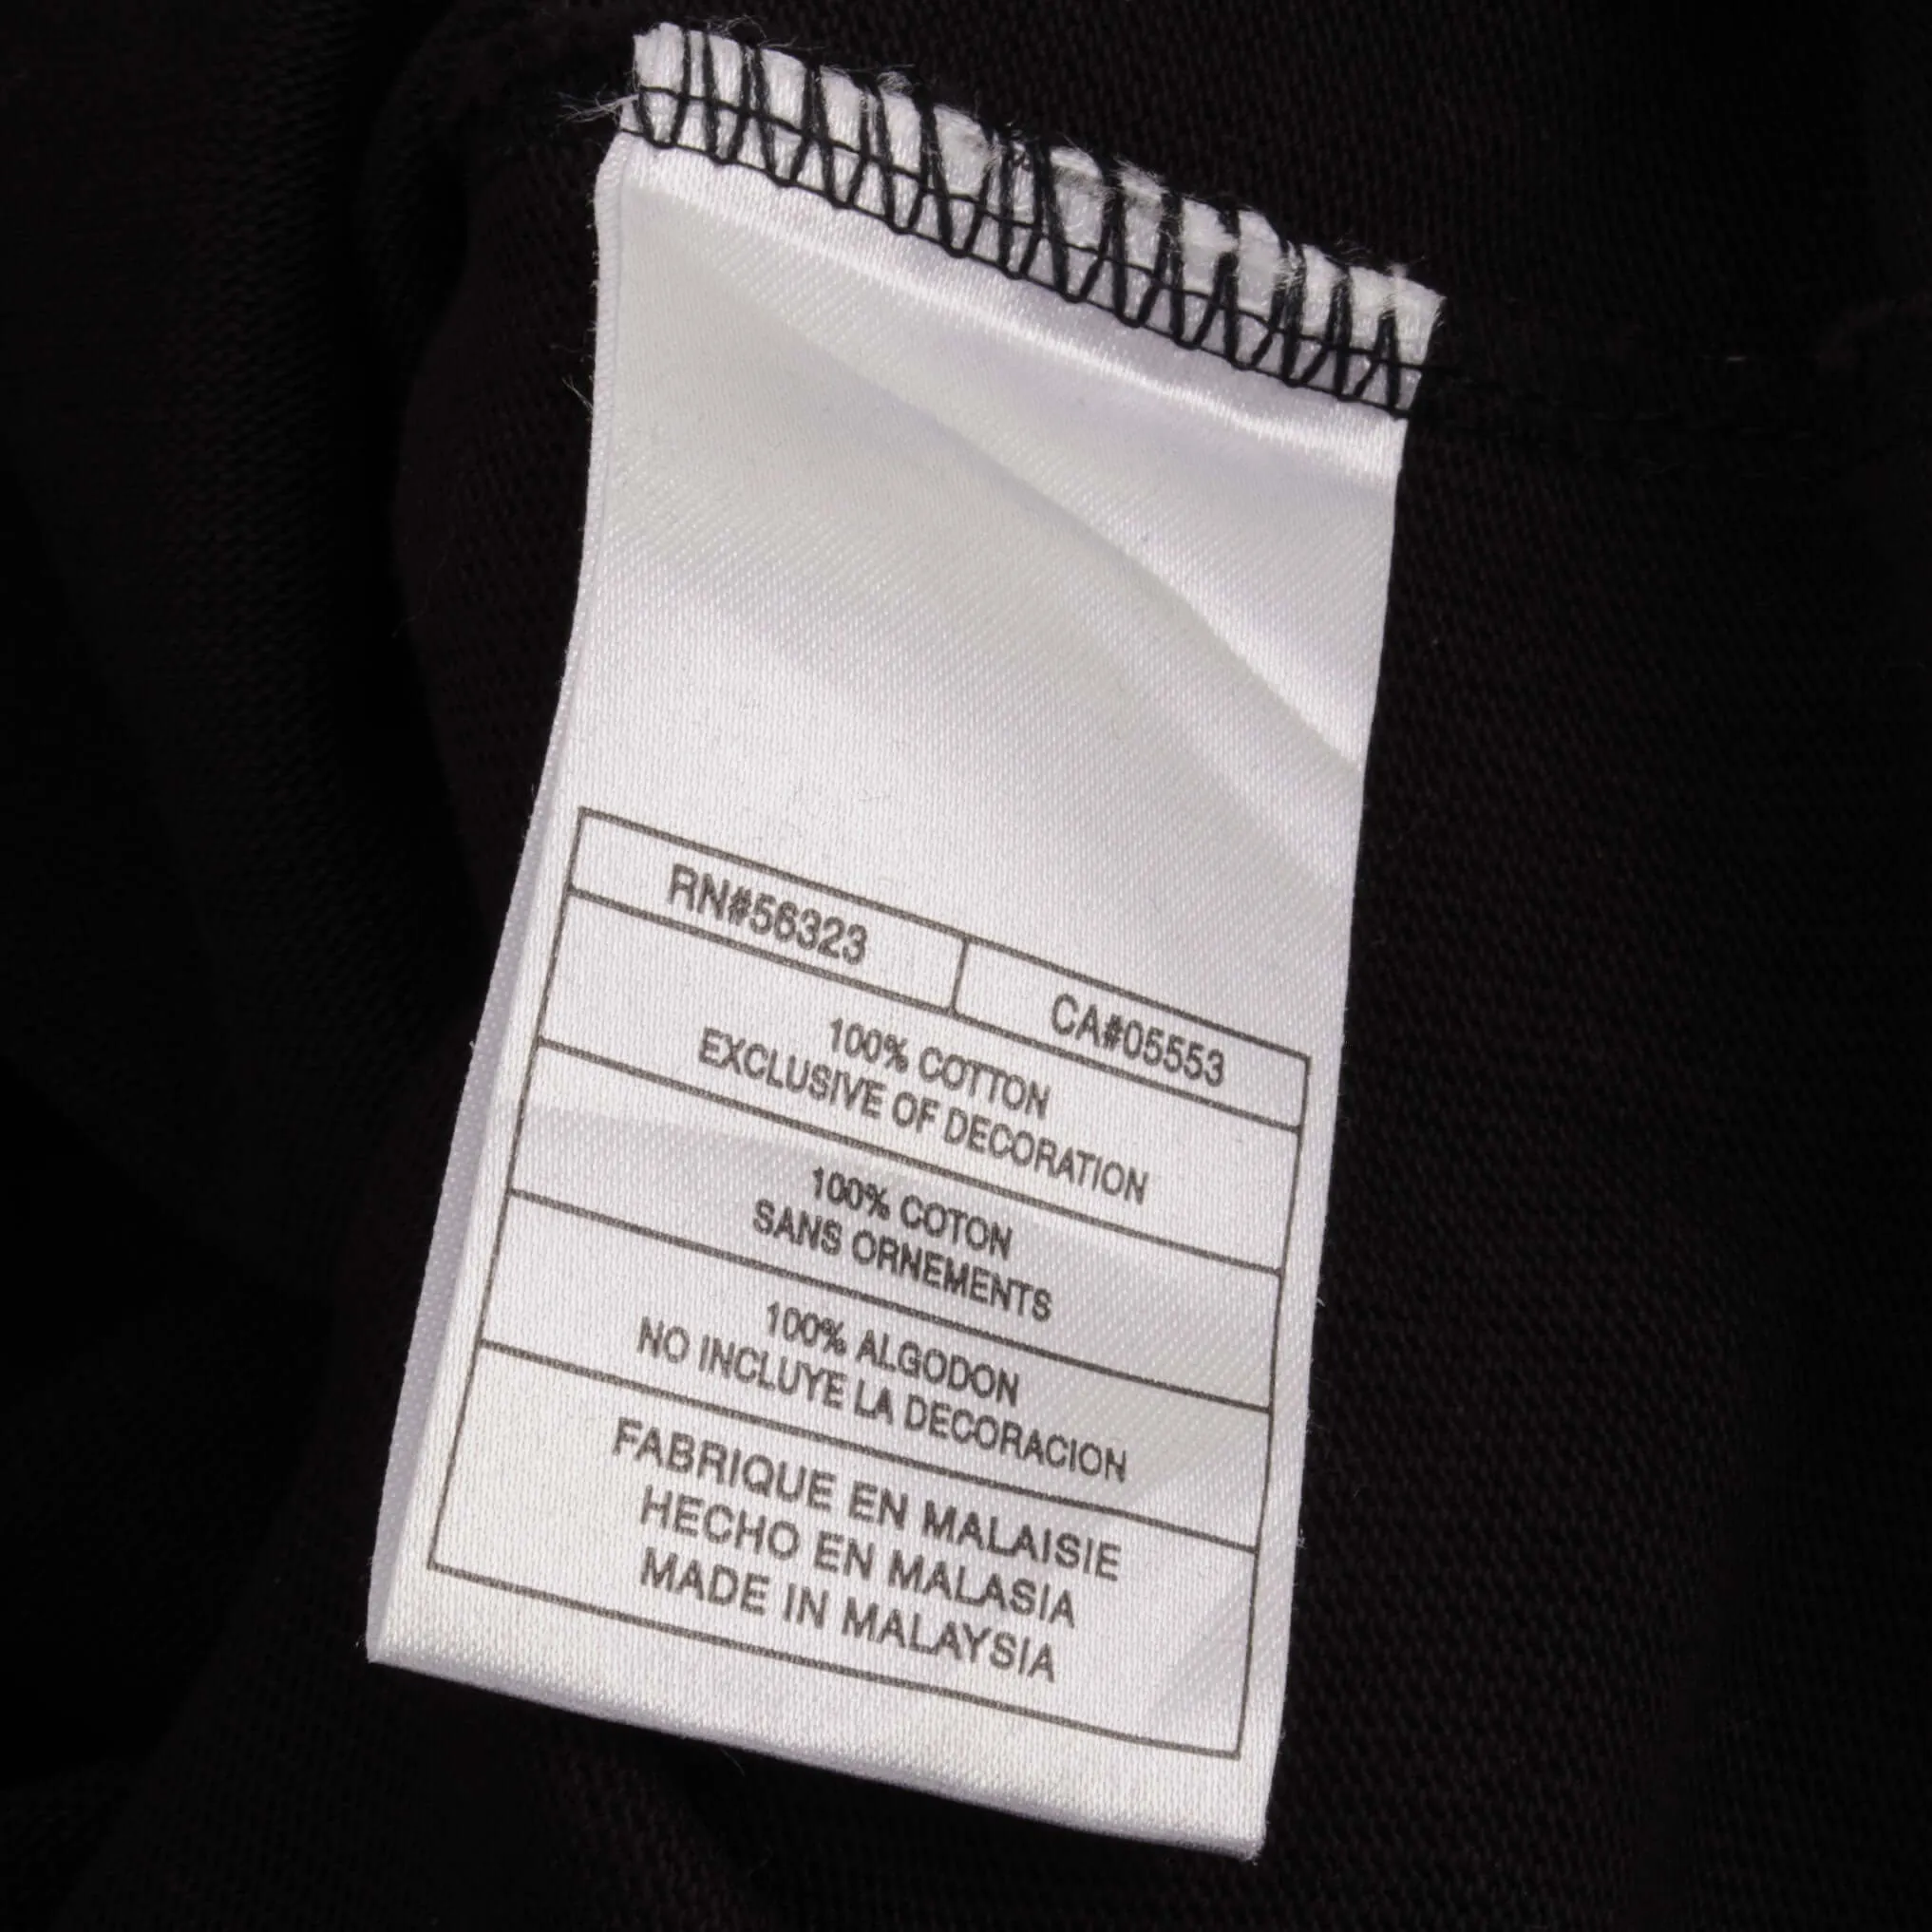 RN#56323 CA#05553
100% COTTON
EXCLUSIVE OF DECORATION
100% COTON
SANS ORNEMENTS
100% ALGODON
NO INCLUYE LA DECORACION
FABRIQUE EN MALAISIE
HECHO EN MALASIA
MADE IN MALAYSIA